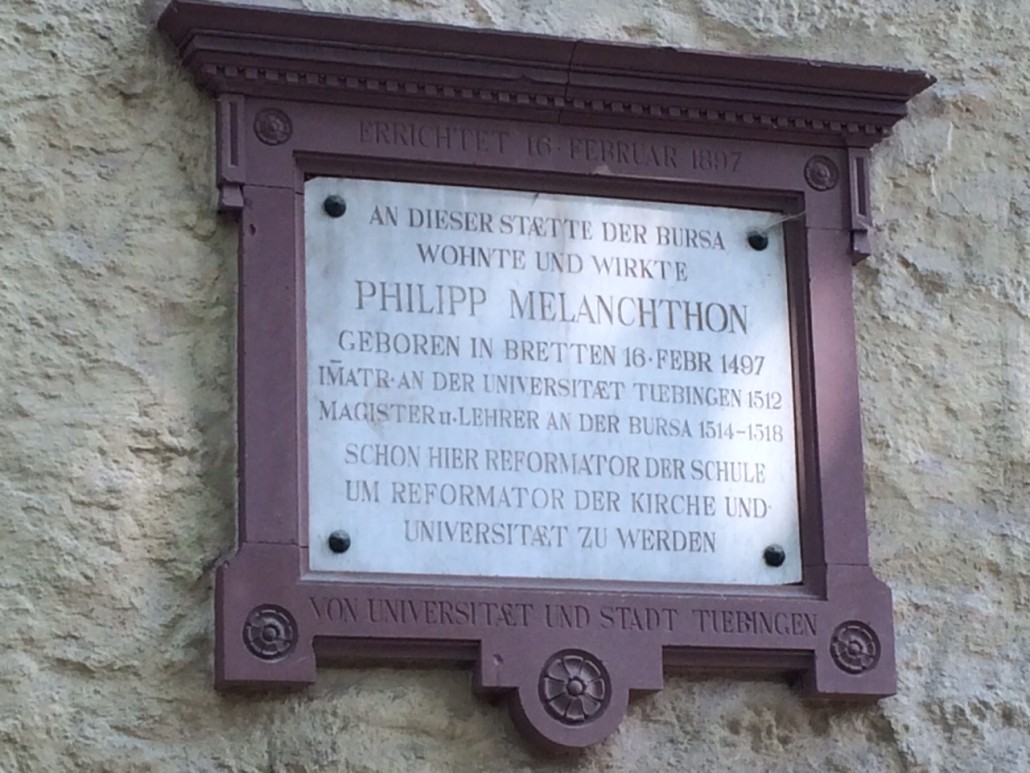 ERRICHTET 16·FEBRUAR 1897
AN DIESER STÆTTE DER BURSA
WOHNTE UND WIRKTE
PHILIPP MELANCHTHON
GEBOREN IN BRETTEN 16·FEBR 1497
IM̅ATR·AN DER UNIVERSITÆT TUEBINGEN 1512
MAGISTER u·LEHRER AN DER BURSA 1514–1518
SCHON HIER REFORMATOR DER SCHULE
UM REFORMATOR DER KIRCHE UND·
UNIVERSITÆT ZU WERDEN
VON UNIVERSITÆT UND STADT TUEBINGEN